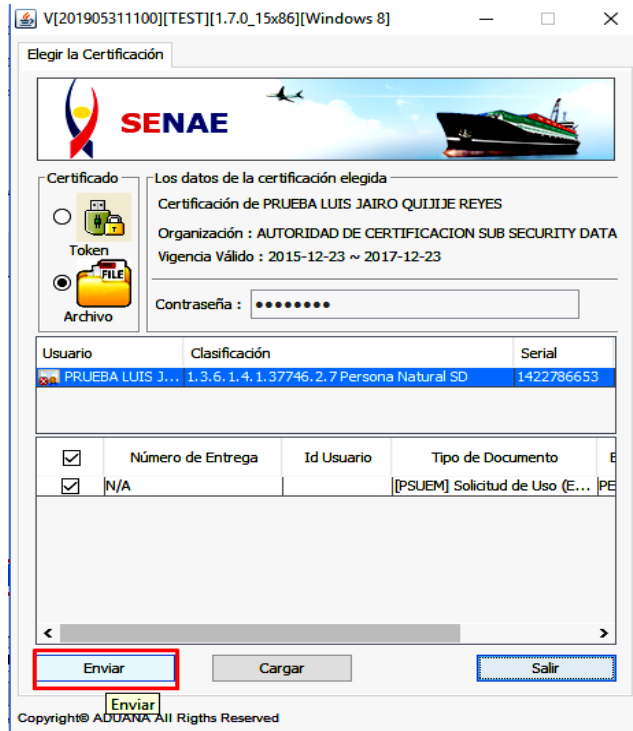 V[201905311100][TEST][1.7.0_15x86][Windows 8]
Elegir la Certificación
SENAE
Certificado
Los datos de la certificación elegida
Certificación de PRUEBA LUIS JAIRO QUIJIJE REYES
Organización : AUTORIDAD DE CERTIFICACION SUB SECURITY DATA
Token
Vigencia Válido : 2015-12-23 ~ 2017-12-23
FILE
Archivo
Contraseña : ●●●●●●●●
Usuario Clasificación Serial
PRUEBA LUIS J... 1.3.6.1.4.1.37746.2.7 Persona Natural SD 1422786653
Número de Entrega Id Usuario Tipo de Documento E
N/A [PSUEM] Solicitud de Uso (E... PE
Enviar Cargar Salir
Enviar
Copyright© ADUANA All Rigths Reserved